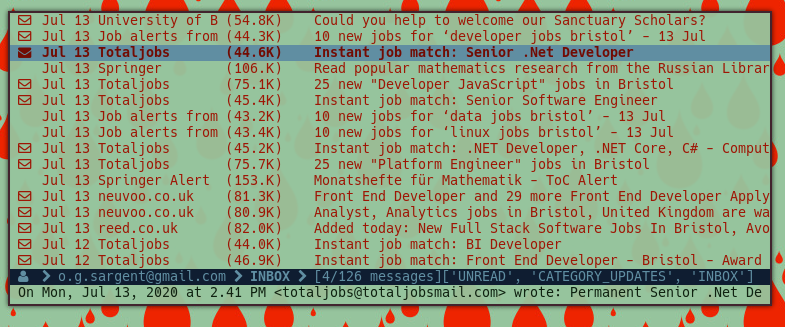 Jul 13 University of B (54.8K) Could you help to welcome our Sanctuary Scholars?
Jul 13 Job alerts from (44.3K) 10 new jobs for ‘developer jobs bristol’ – 13 Jul
Jul 13 Totaljobs (44.6K) Instant job match: Senior .Net Developer
Jul 13 Springer (106.K) Read popular mathematics research from the Russian Librar
Jul 13 Totaljobs (75.1K) 25 new "Developer JavaScript" jobs in Bristol
Jul 13 Totaljobs (45.4K) Instant job match: Senior Software Engineer
Jul 13 Job alerts from (43.2K) 10 new jobs for ‘data jobs bristol’ – 13 Jul
Jul 13 Job alerts from (43.4K) 10 new jobs for ‘linux jobs bristol’ – 13 Jul
Jul 13 Totaljobs (45.2K) Instant job match: .NET Developer, .NET Core, C# – Comput
Jul 13 Totaljobs (75.7K) 25 new "Platform Engineer" jobs in Bristol
Jul 13 Springer Alert (153.K) Monatshefte für Mathematik – ToC Alert
Jul 13 neuvoo.co.uk (81.3K) Front End Developer and 29 more Front End Developer Apply
Jul 13 neuvoo.co.uk (80.9K) Analyst, Analytics jobs in Bristol, United Kingdom are wa
Jul 13 reed.co.uk (82.0K) Added today: New Full Stack Software Jobs In Bristol, Avo
Jul 12 Totaljobs (44.0K) Instant job match: BI Developer
Jul 12 Totaljobs (46.9K) Instant job match: Front End Developer – Bristol – Award
o.g.sargent@gmail.com INBOX [4/126 messages]['UNREAD', 'CATEGORY_UPDATES', 'INBOX']
On Mon, Jul 13, 2020 at 2.41 PM <totaljobs@totaljobsmail.com> wrote: Permanent Senior .Net De